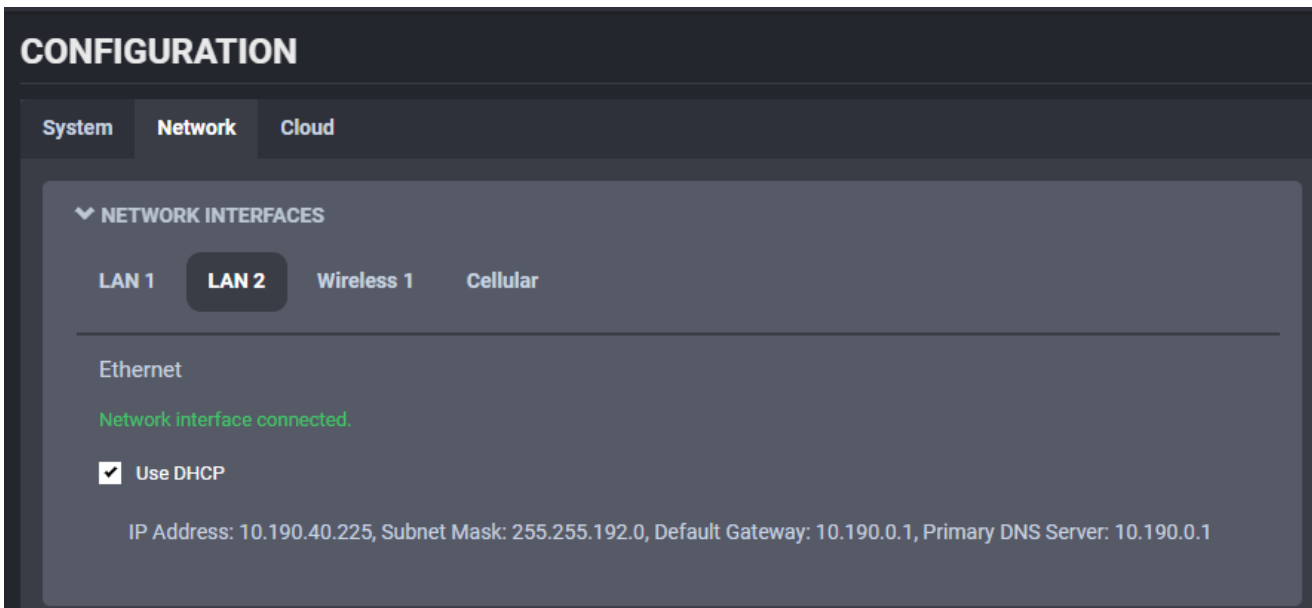 CONFIGURATION
System Network Cloud
NETWORK INTERFACES
LAN 1 LAN 2 Wireless 1 Cellular
Ethernet
Network interface connected.
Use DHCP
IP Address: 10.190.40.225, Subnet Mask: 255.255.192.0, Default Gateway: 10.190.0.1, Primary DNS Server: 10.190.0.1